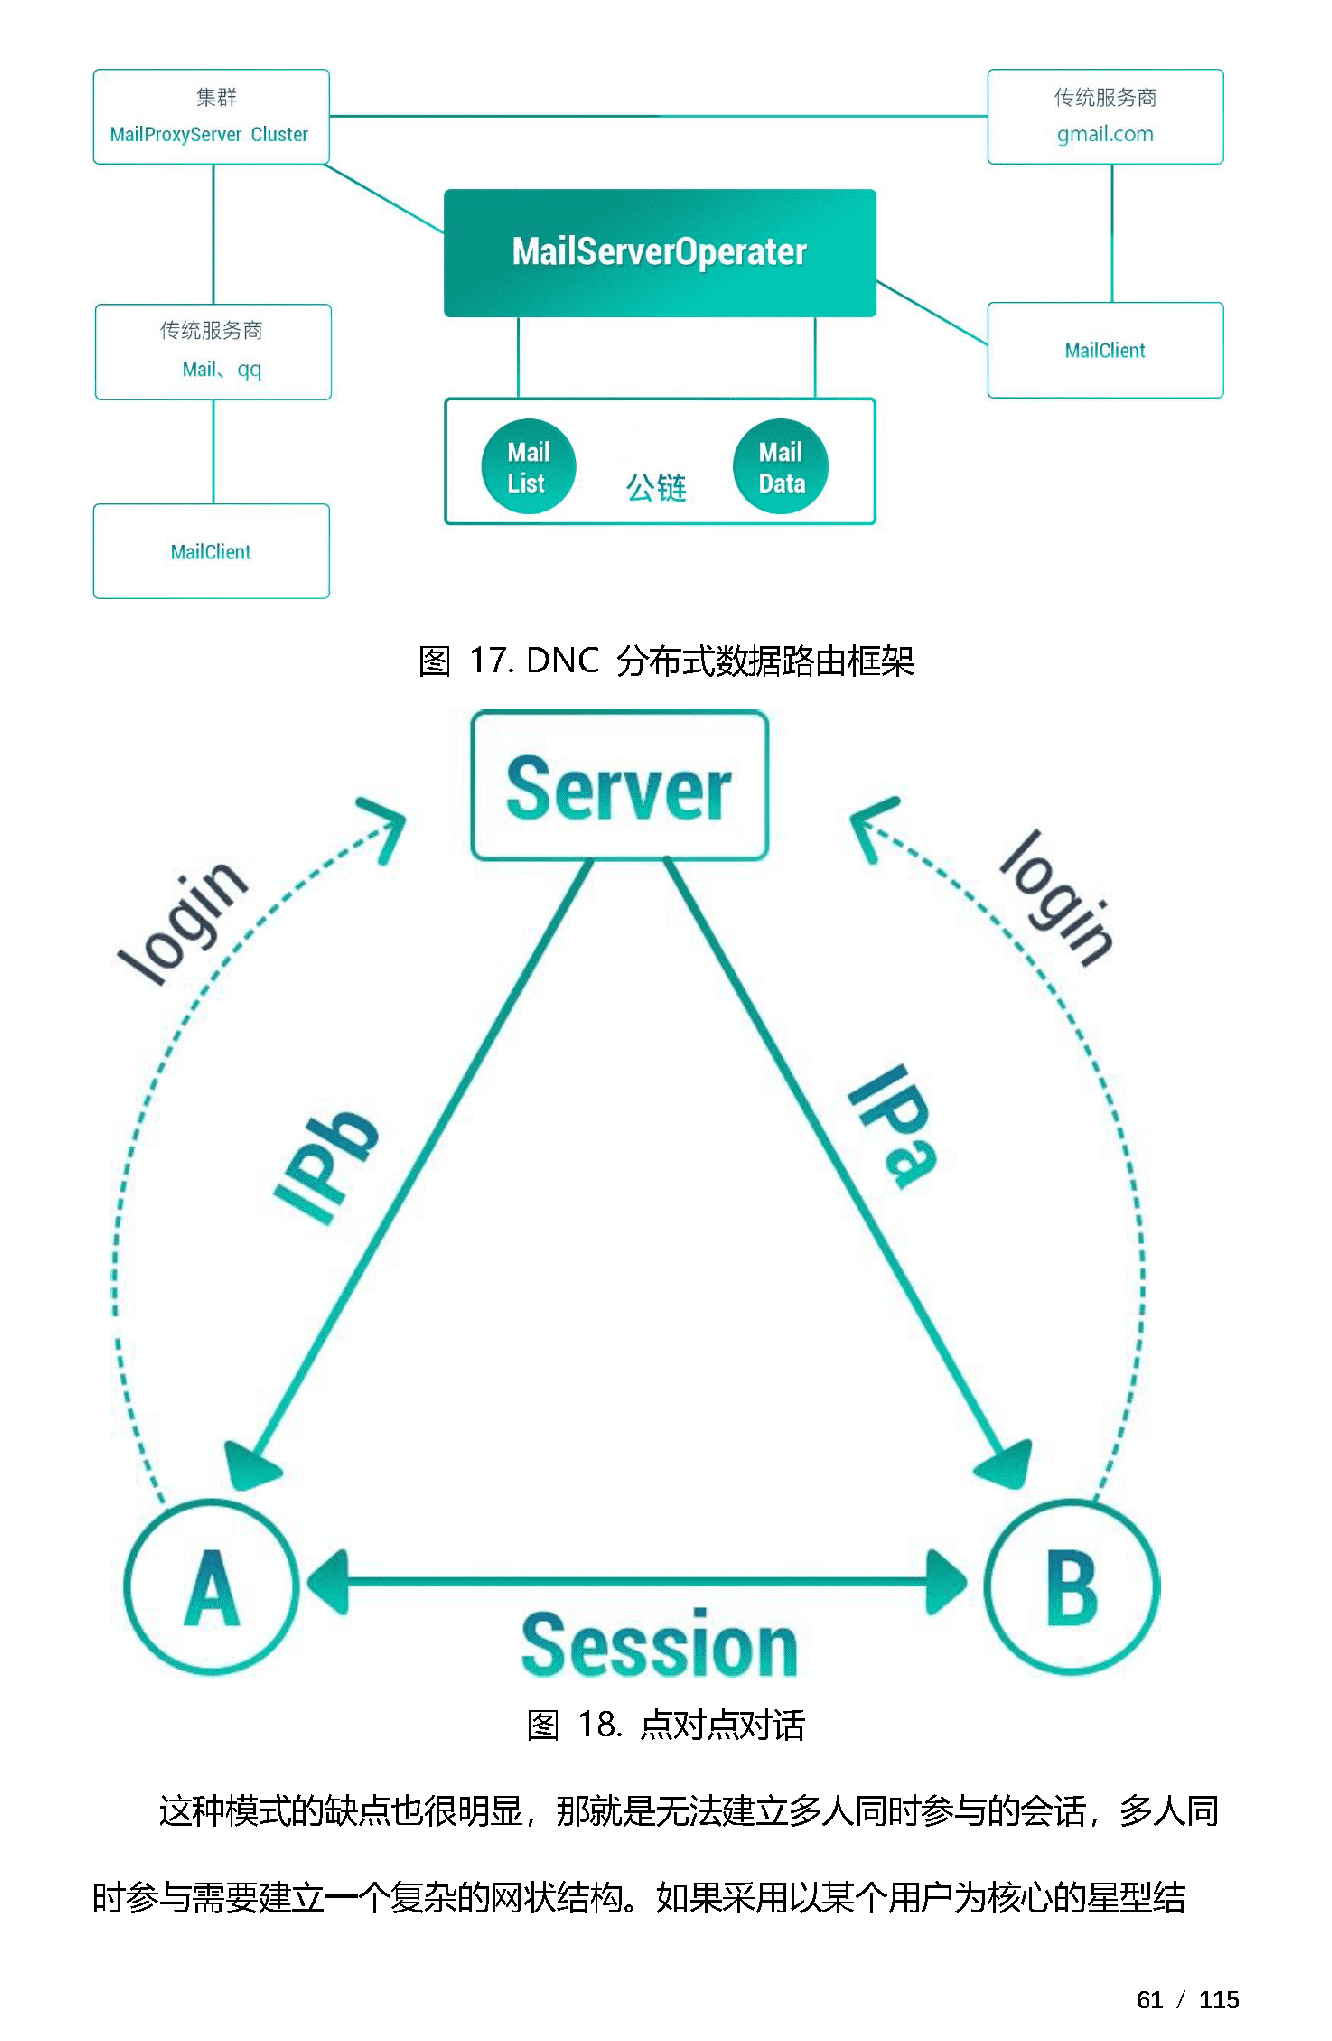 集群
MailProxyServer Cluster
传统服务商
gmail.com
MailServerOperater
传统服务商
Mail、qq
MailClient
Mail
List
公链
Mail
Data
MailClient
图 17. DNC 分布式数据路由框架
Server
login
login
IPb
IPa
A
B
Session
图 18. 点对点对话
这种模式的缺点也很明显，那就是无法建立多人同时参与的会话，多人同
时参与需要建立一个复杂的网状结构。如果采用以某个用户为核心的星型结
61 / 115